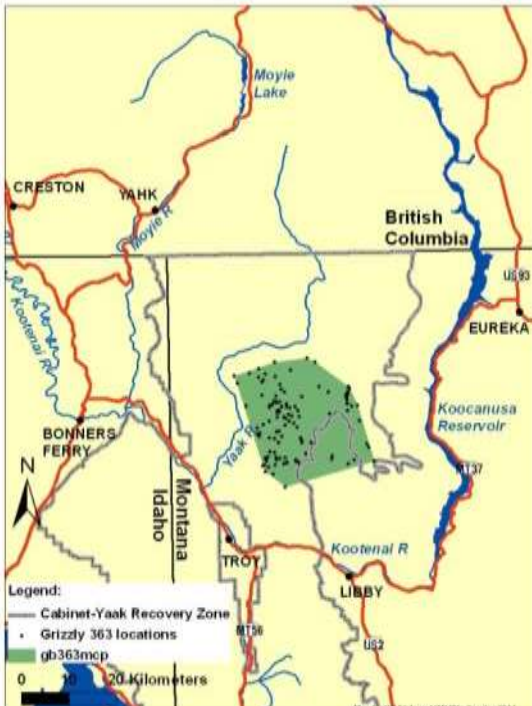 Moyie
Lake
CRESTON
YAHK
Moyie R
British
Columbia
US93
Kootenai R
EUREKA
Koocanusa
Reservoir
BONNERS
FERRY
Yaak R
N
Montana
Idaho
MT37
Kootenai R
TROY
LIBBY
Legend:
Cabinet-Yaak Recovery Zone
Grizzly 363 locations
gb363mcp
MT56
US2
0 10 20 Kilometers